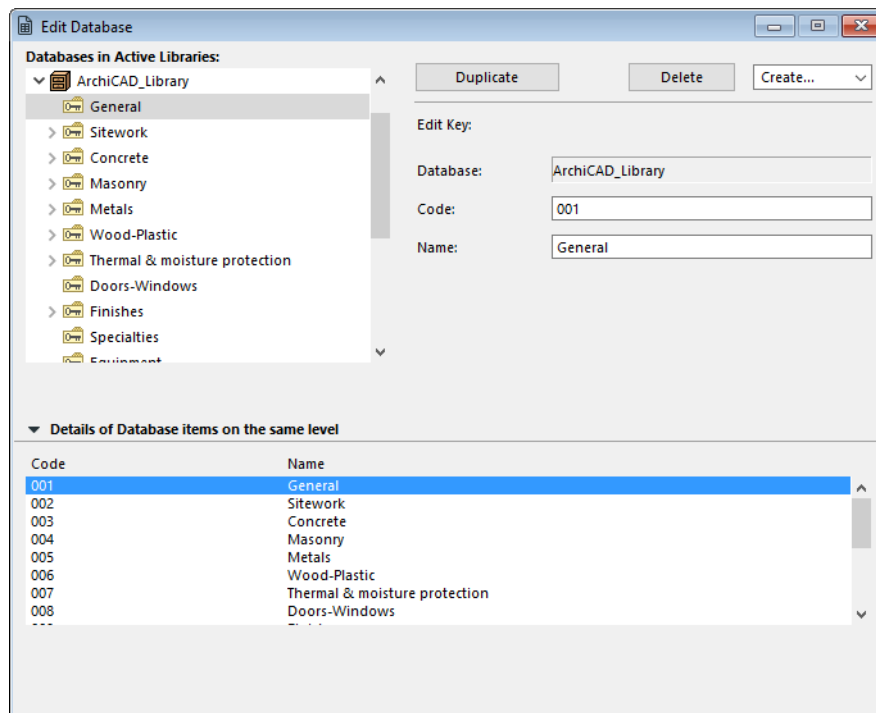 Edit Database
Databases in Active Libraries:
ArchiCAD_Library
General
Sitework
Concrete
Masonry
Metals
Wood-Plastic
Thermal & moisture protection
Doors-Windows
Finishes
Specialties
Equipment
Duplicate Delete Create...
Edit Key:
Database: ArchiCAD_Library
Code: 001
Name: General
Details of Database items on the same level
Code Name
001 General
002 Sitework
003 Concrete
004 Masonry
005 Metals
006 Wood-Plastic
007 Thermal & moisture protection
008 Doors-Windows